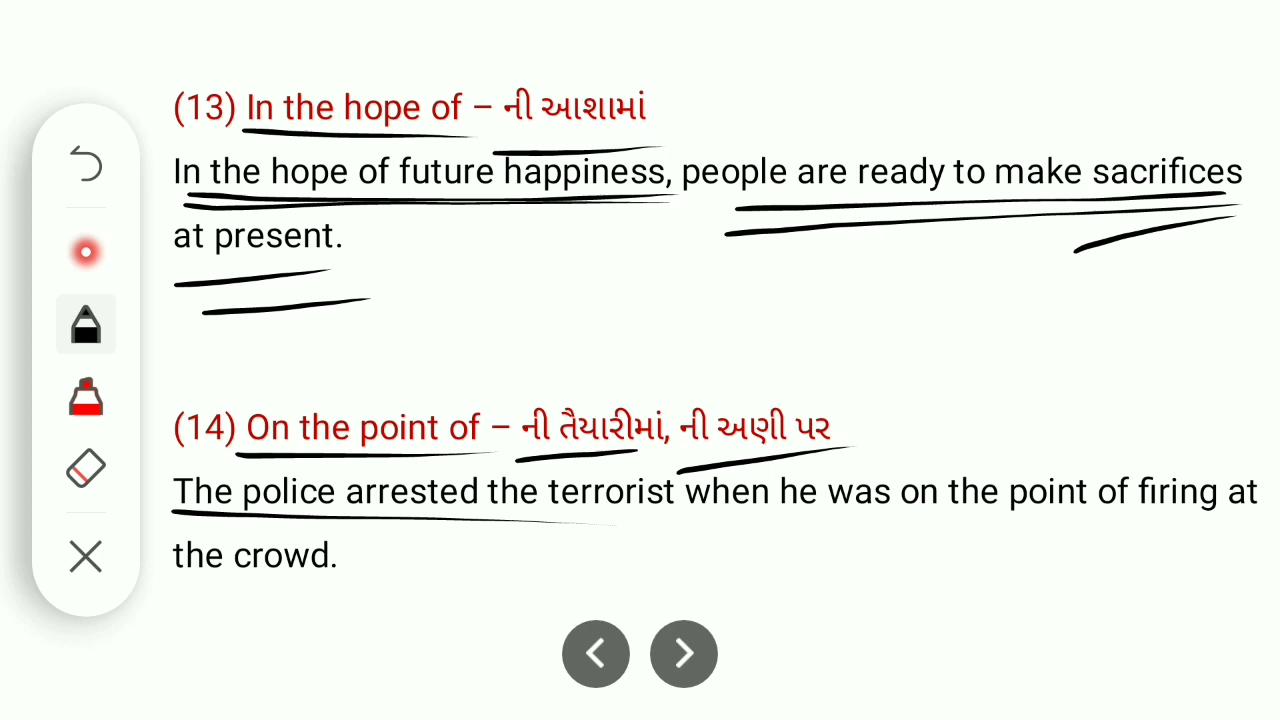 (13) In the hope of – ની આશામાં
In the hope of future happiness, people are ready to make sacrifices
at present.
(14) On the point of – ની તૈયારીમાં, ની અણી પર
The police arrested the terrorist when he was on the point of firing at
the crowd.